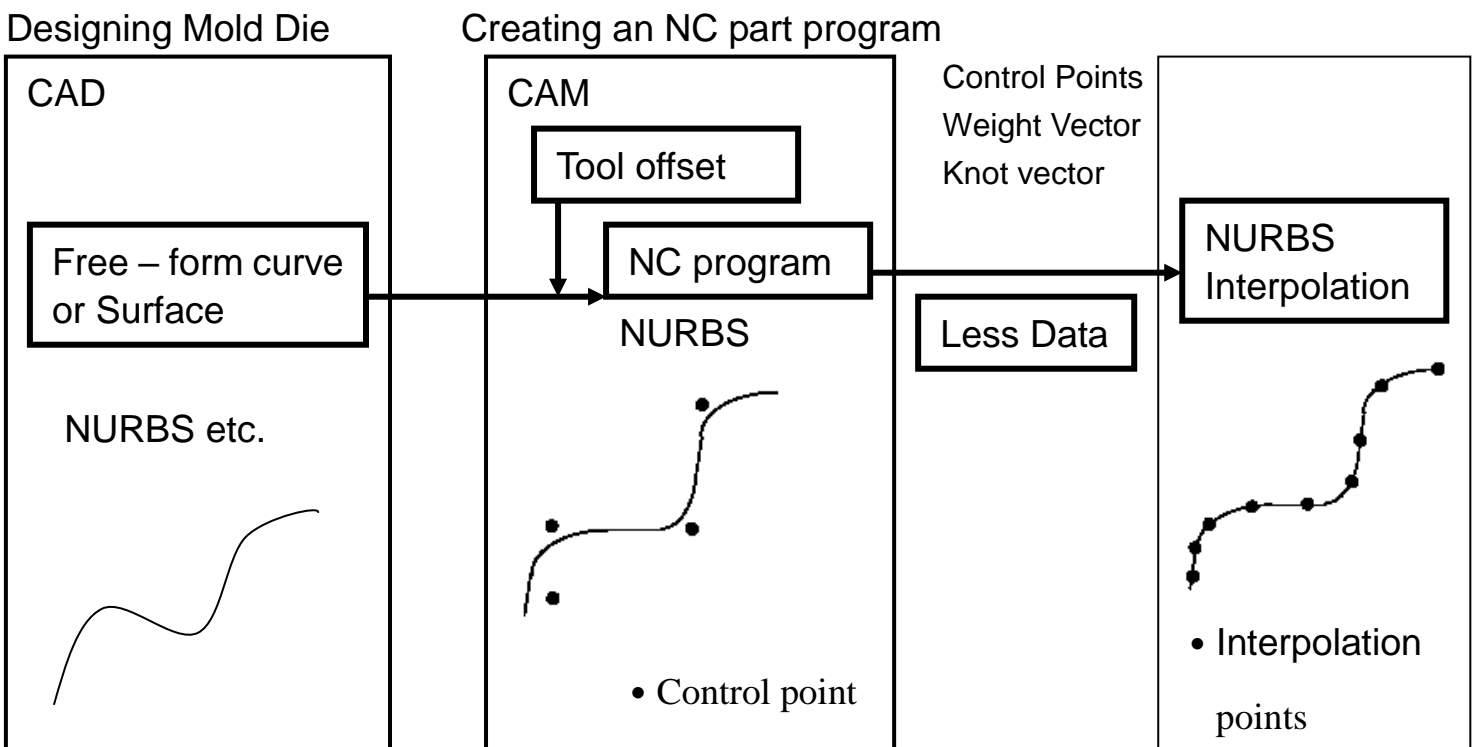 Designing Mold Die
Creating an NC part program
CAD
Free – form curve
or Surface
NURBS etc.
CAM
Tool offset
NC program
NURBS
• Control point
Control Points
Weight Vector
Knot vector
Less Data
NURBS
Interpolation
• Interpolation
points